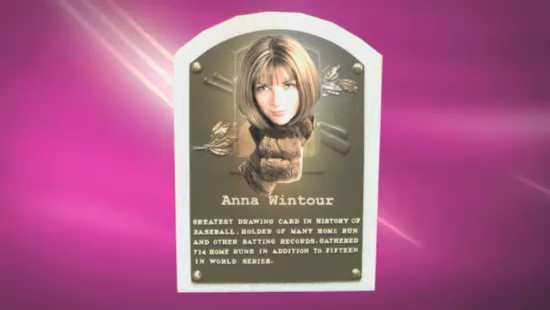 Anna Wintour
GREATEST DRAWING CARD IN HISTORY OF
BASEBALL. HOLDER OF MANY HOME RUN
AND OTHER BATTING RECORDS. GATHERED
714 HOME RUNS IN ADDITION TO FIFTEEN
IN WORLD SERIES.